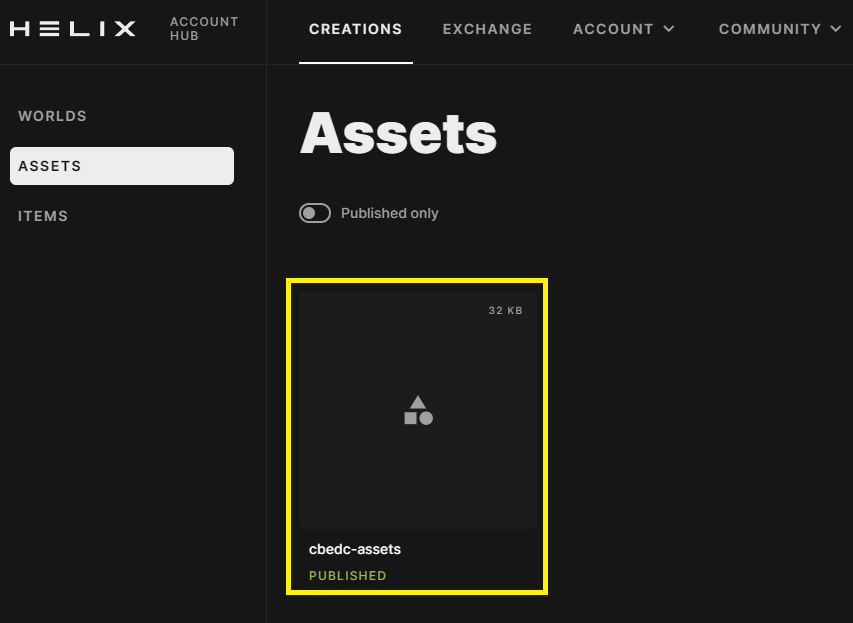 HELIX
ACCOUNT
HUB
CREATIONS
EXCHANGE
ACCOUNT
COMMUNITY
WORLDS
ASSETS
ITEMS
Assets
Published only
32 KB
cbedc-assets
PUBLISHED